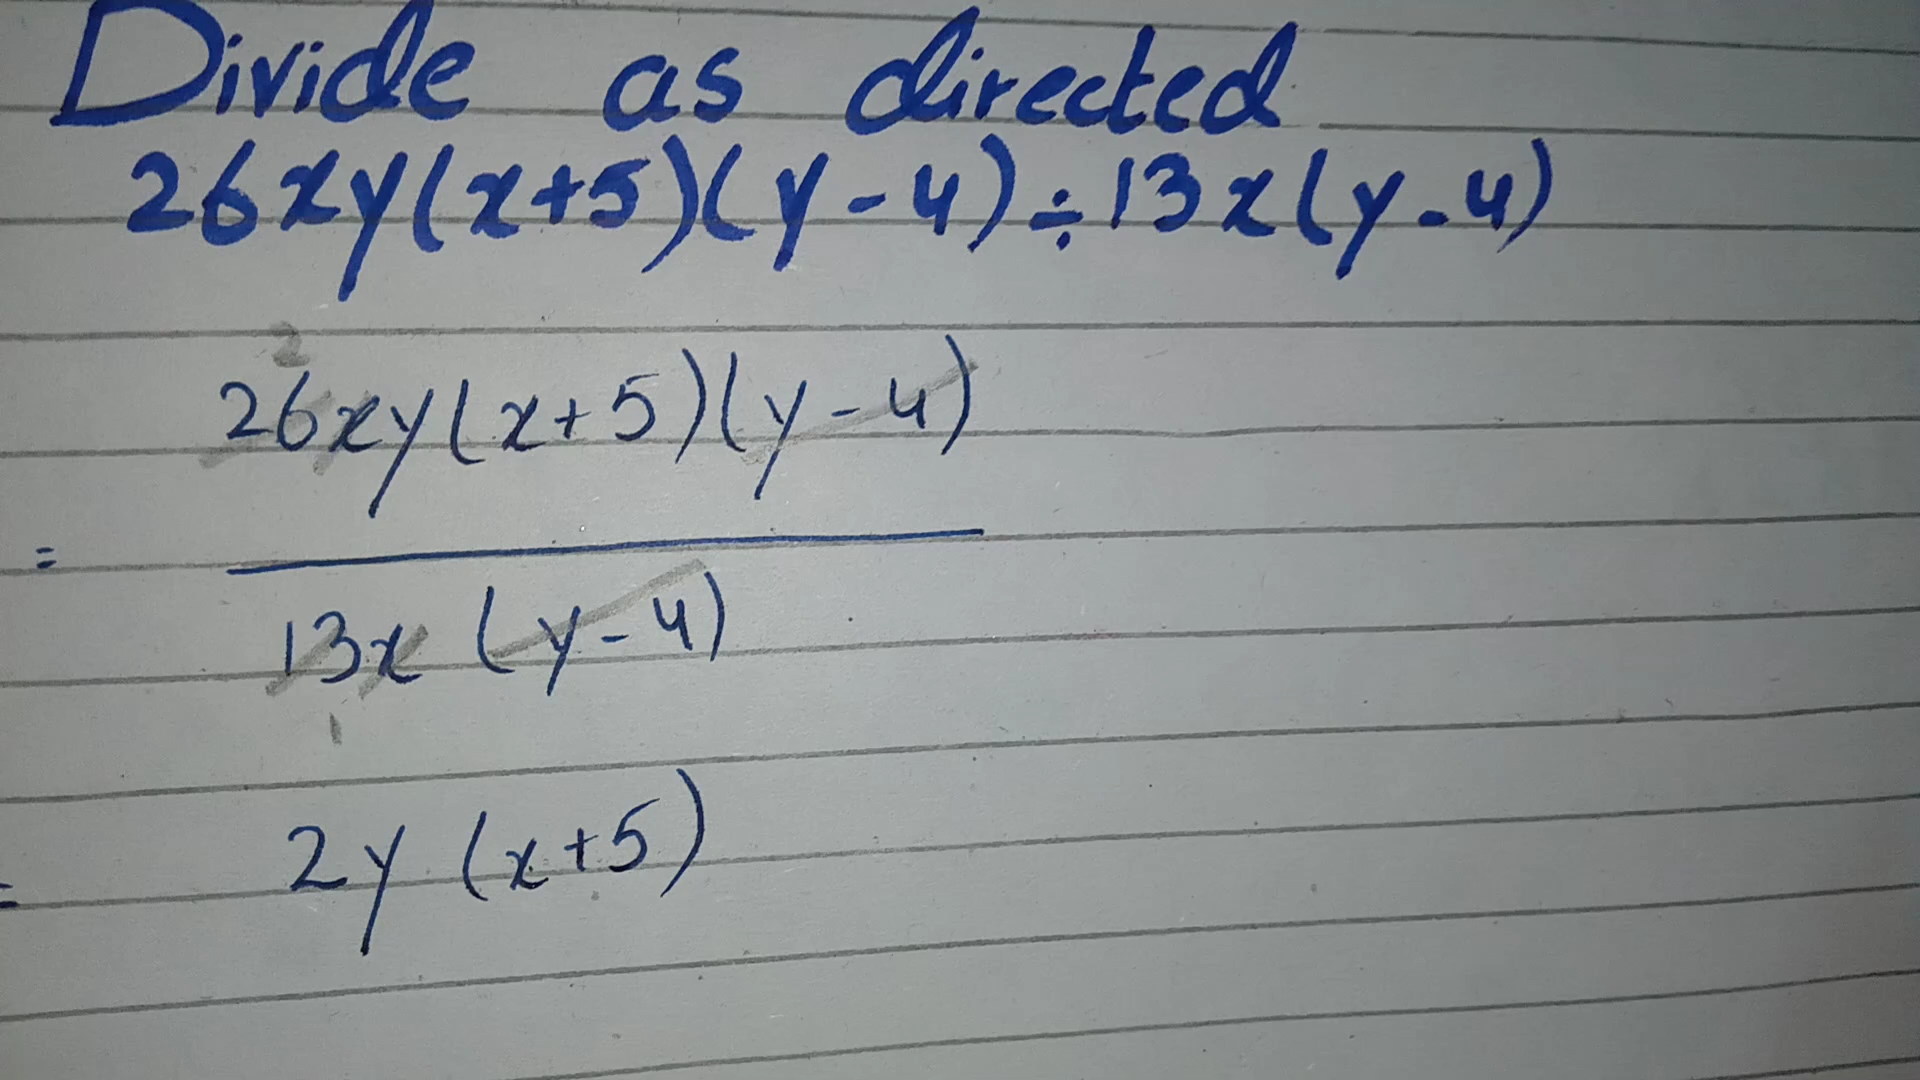 Divide as directed
26xy(x+5)(y-4)÷13x(y-4)
2
26xy(x+5)(y-4)
=
13x (y-4)
1
= 2y (x+5)